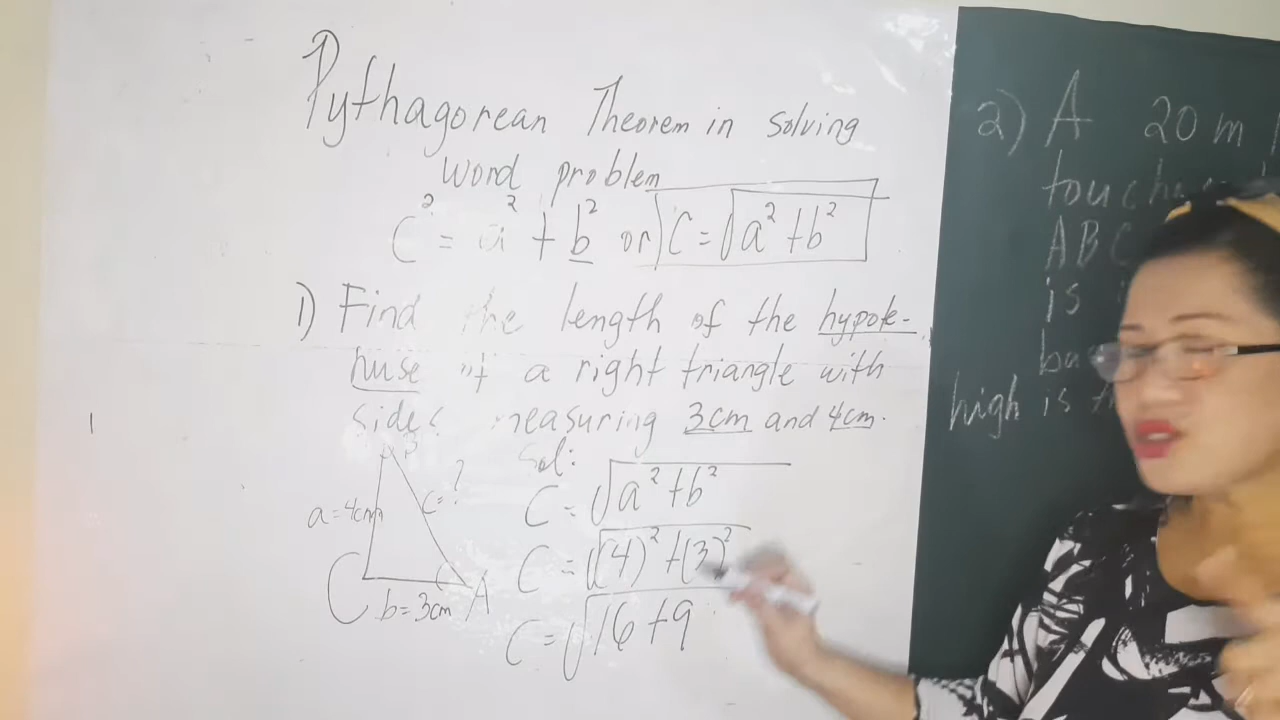 Pythagorean Theorem in solving
word problem
C² = a² + b² or C = √a² + b²
1) Find the length of the hypote-
nuse of a right triangle with
sides measuring 3cm and 4cm.
B
a = 4cm
c = ?
C
b = 3cm
A
Sol:
C = √a² + b²
C = √(4)² + (3)²
C = √16 + 9
2) A 20 m
touches
ABC
is
high is